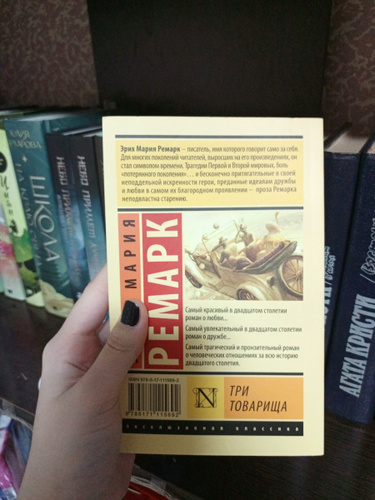 Эрих Мария Ремарк – писатель, имя которого говорит само за себя.
Для многих поколений читателей, выросших на его произведениях, он
стал символом времени. Трагедии Первой и Второй мировых, боль
«потерянного поколения»... и бесконечно притягательные в своей
неподдельной искренности герои, преданные идеалам дружбы
и любви в самом их благородном проявлении – проза Ремарка
неподвластна старению.
МАРИЯ
РЕМАРК
Самый красивый в двадцатом столетии
роман о любви...
Самый увлекательный в двадцатом столетии
роман о дружбе...
Самый трагический и пронзительный роман
о человеческих отношениях за всю историю
двадцатого столетия.
N
ТРИ
ТОВАРИЩА
ЭКСКЛЮЗИВНАЯ КЛАССИКА
ШКОЛА
НЕБО
НЕБО
АГАТА КРИСТИ